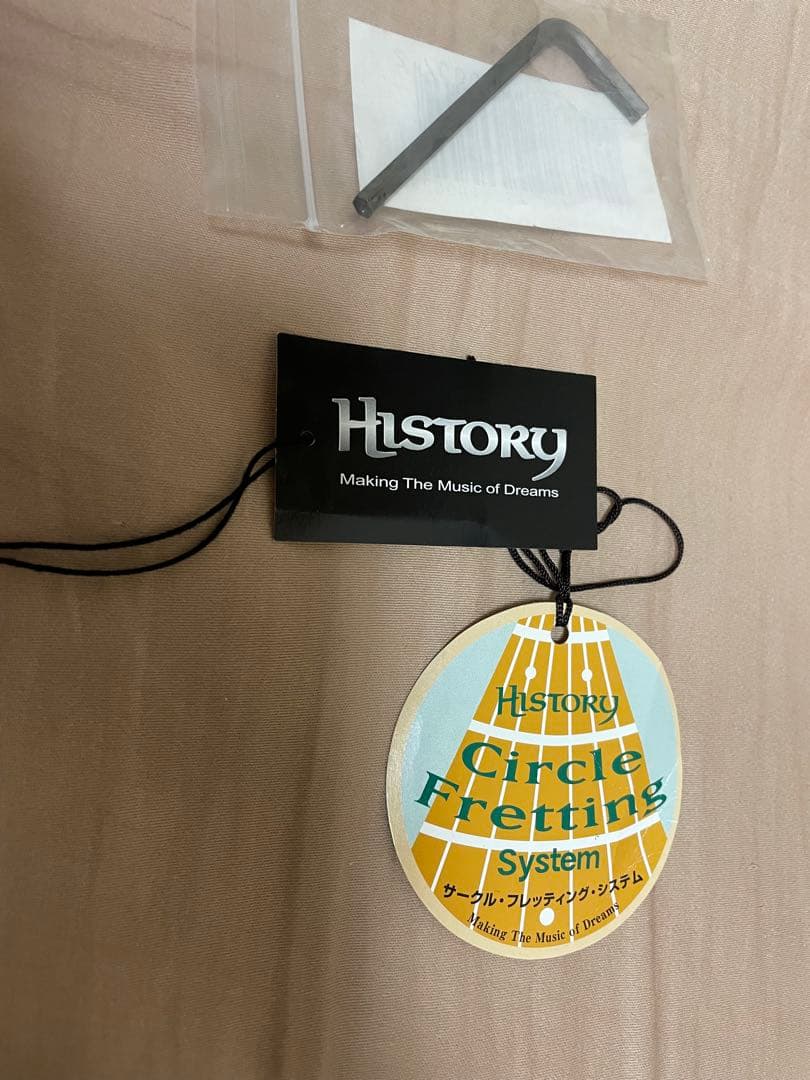 HISTORY
Making The Music of Dreams
HISTORY
Circle
Fretting
System
サークル・フレッティング・システム
Making The Music of Dreams